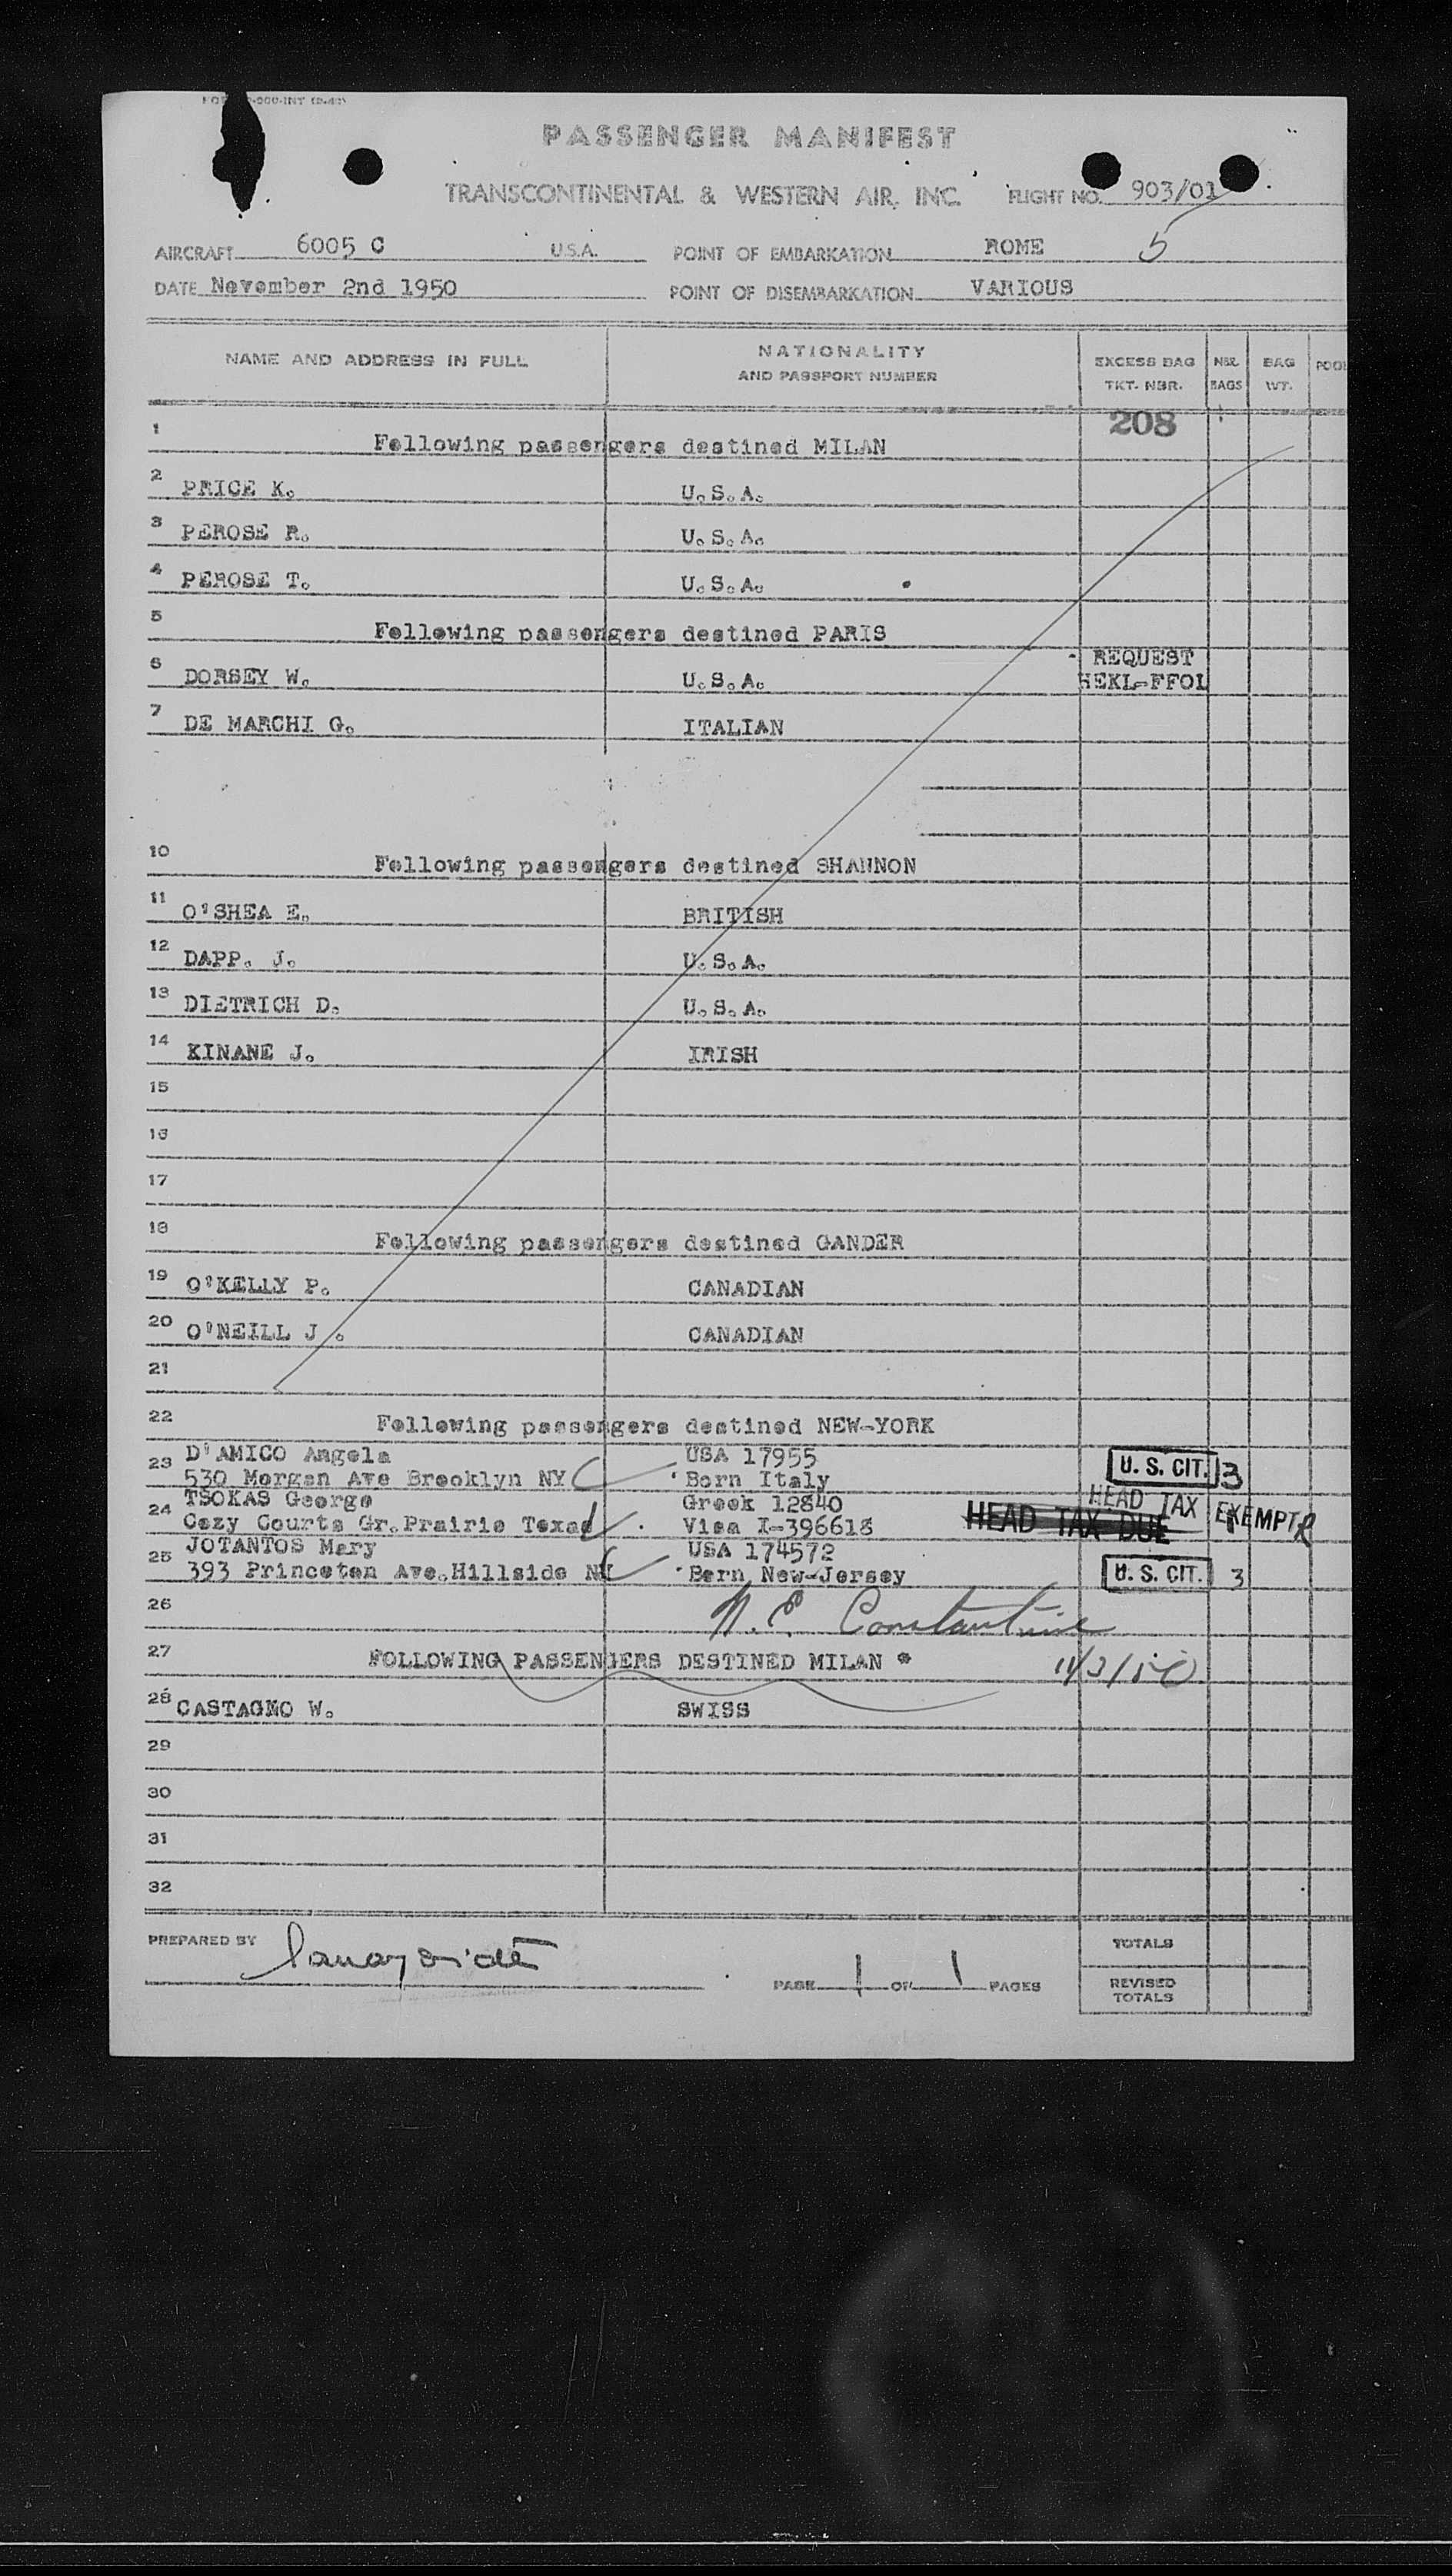 PASSENGER MANIFEST
TRANSCONTINENTAL & WESTERN AIR, INC. FLIGHT NO. 903/01
AIRCRAFT 6005 C U.S.A. POINT OF EMBARKATION ROME 5
DATE November 2nd 1950 POINT OF DISEMBARKATION VARIOUS
NAME AND ADDRESS IN FULL NATIONALITY AND PASSPORT NUMBER EXCESS BAG TKT. NBR. NBR. BAGS BAG WT.
208
1 Following passengers destined MILAN
2 PRICE K. U.S.A.
3 PEROSE R. U.S.A.
4 PEROSE T. U.S.A.
5 Following passengers destined PARIS
REQUEST
6 DORSEY W. U.S.A. HEKL-FFOL
7 DE MARCHI G. ITALIAN
10 Following passengers destined SHANNON
11 O'SHEA E. BRITISH
12 DAPP. J. U.S.A.
13 DIETRICH D. U.S.A.
14 KINANE J. IRISH
15
16
17
18 Following passengers destined GANDER
19 O'KELLY P. CANADIAN
20 O'NEILL J. CANADIAN
21
22 Following passengers destined NEW-YORK
23 D'AMICO Angela USA 17955
530 Morgan Ave Brooklyn NY Born Italy U. S. CIT. 3
24 TSOKAS George Greek 12840 HEAD TAX EXEMPT
Cozy Courts Gr.Prairie Texas Visa I-396618 HEAD TAX DUE
25 JOTANTOS Mary USA 174572
393 Princeton Ave.Hillside NJ Born New-Jersey U. S. CIT. 3
26 N. E. Constantine
27 FOLLOWING PASSENGERS DESTINED MILAN * 11/3/50
28 CASTAGNO W. SWISS
29
30
31
32
PREPARED BY TOTALS
PAGE 1 OF 1 PAGES REVISED TOTALS